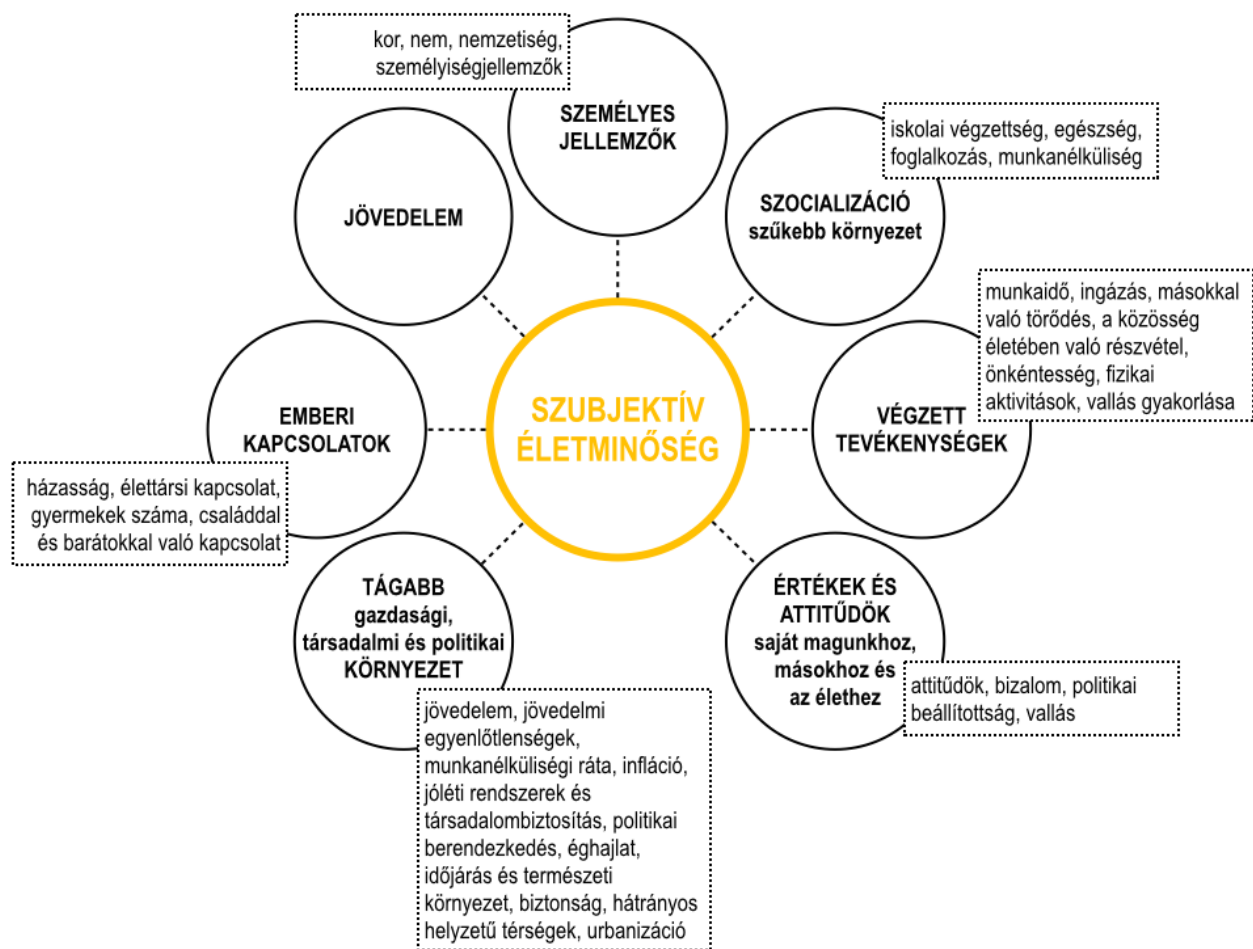 kor, nem, nemzetiség,
személyiségjellemzők
SZEMÉLYES
JELLEMZŐK
iskolai végzettség, egészség,
foglalkozás, munkanélküliség
SZOCIALIZÁCIÓ
szűkebb környezet
JÖVEDELEM
munkaidő, ingázás, másokkal
való törődés, a közösség
életében való részvétel,
önkéntesség, fizikai
aktivitások, vallás gyakorlása
VÉGZETT
TEVÉKENYSÉGEK
SZUBJEKTÍV
ÉLETMINŐSÉG
EMBERI
KAPCSOLATOK
házasság, élettársi kapcsolat,
gyermekek száma, családdal
és barátokkal való kapcsolat
TÁGABB
gazdasági,
társadalmi és politikai
KÖRNYEZET
jövedelem, jövedelmi
egyenlőtlenségek,
munkanélküliségi ráta, infláció,
jóléti rendszerek és
társadalombiztosítás, politikai
berendezkedés, éghajlat,
időjárás és természeti
környezet, biztonság, hátrányos
helyzetű térségek, urbanizáció
ÉRTÉKEK ÉS
ATTITŰDÖK
saját magunkhoz,
másokhoz és
az élethez
attitűdök, bizalom, politikai
beállítottság, vallás